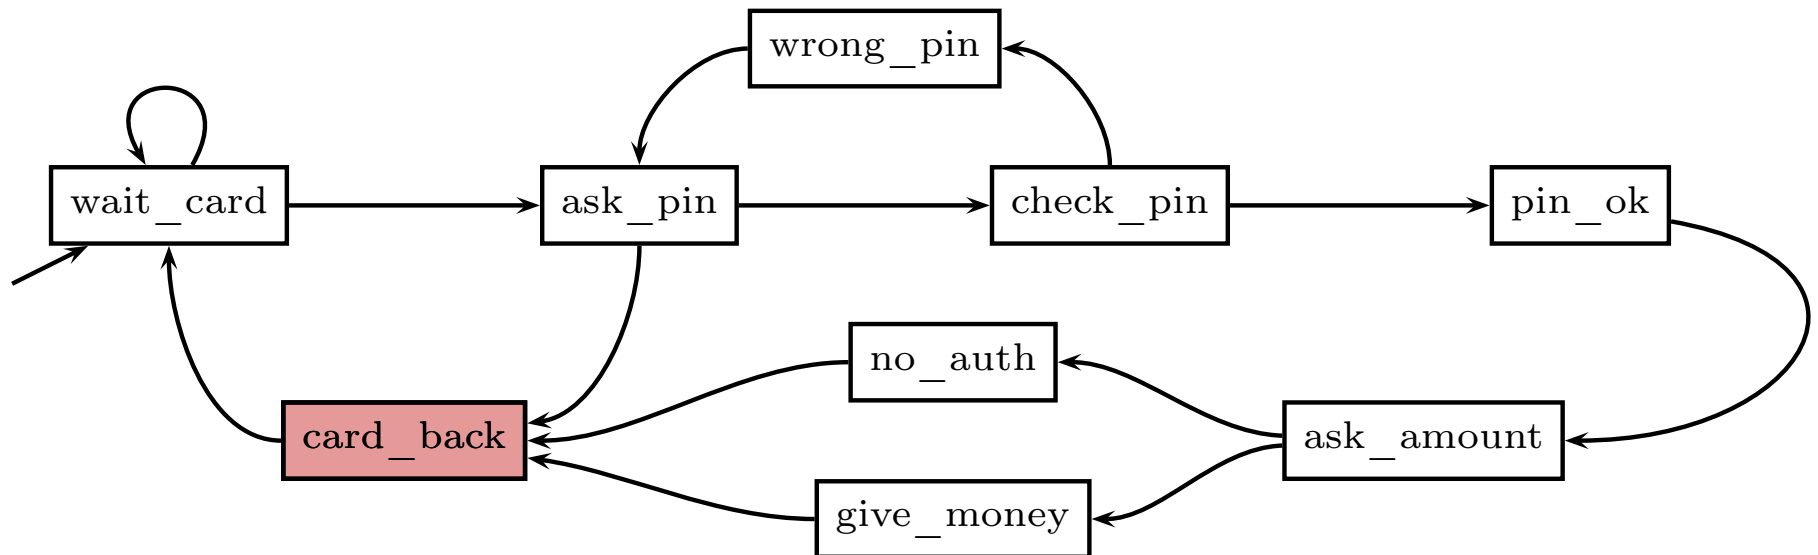 wrong_pin
wait_card
ask_pin
check_pin
pin_ok
no_auth
card_back
ask_amount
give_money